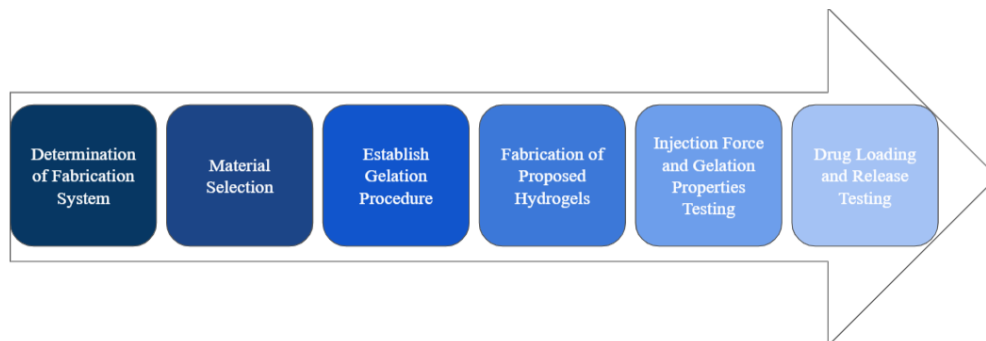 Determination
of Fabrication
System
Material
Selection
Establish
Gelation
Procedure
Fabrication of
Proposed
Hydrogels
Injection Force
and Gelation
Properties
Testing
Drug Loading
and Release
Testing